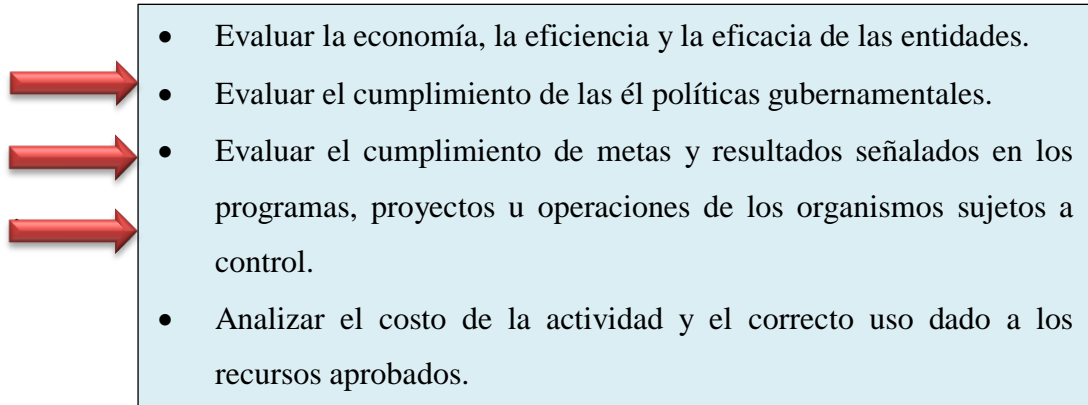 • Evaluar la economía, la eficiencia y la eficacia de las entidades.
• Evaluar el cumplimiento de las él políticas gubernamentales.
• Evaluar el cumplimiento de metas y resultados señalados en los
programas, proyectos u operaciones de los organismos sujetos a
control.
• Analizar el costo de la actividad y el correcto uso dado a los
recursos aprobados.